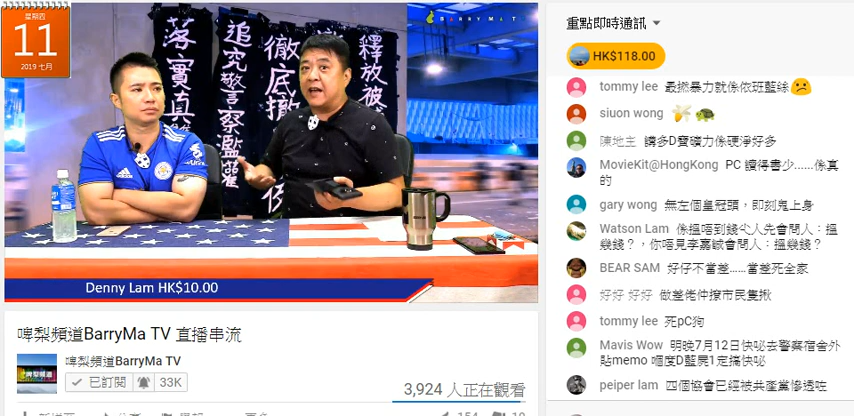 星期四
11
2019 七月
BARRY MA T
落實真
追究警察濫
徹底撤
釋放被
Denny Lam HK$10.00
啤梨頻道BarryMa TV 直播串流
啤梨頻道BarryMa TV
已訂閱
33K
3,924 人正在觀看
154
重點即時通訊
HK$118.00
tommy lee 最撚暴力就係依班藍絲
siuon wong
陳地主 讀多D寶礦力係硬淨好多
MovieKit@HongKong PC 讀得書少......係真
的
gary wong 無左個皇冠頭，即刻鬼上身
Watson Lam 係搵唔到錢尐人先會問人：搵
幾錢？，你唔見李嘉誠會問人：搵幾錢？
BEAR SAM 好仔不當差......當差死全家
好好 好好 做差佬仲撩市民隻揪
tommy lee 死pC狗
Mavis Wow 明晚7月12日快啲去警察宿舍外
貼memo 嗰度D藍屍1定搞快啲
peiper lam 四個協會已經被共產黨慘透咗